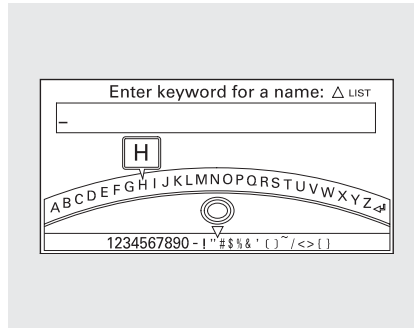 Enter keyword for a name: △ LIST
_
H
ABCDEFGHIJKLMNOPQRSTUVWXYZ↵
1234567890-!"#$%&'()~/<>[]